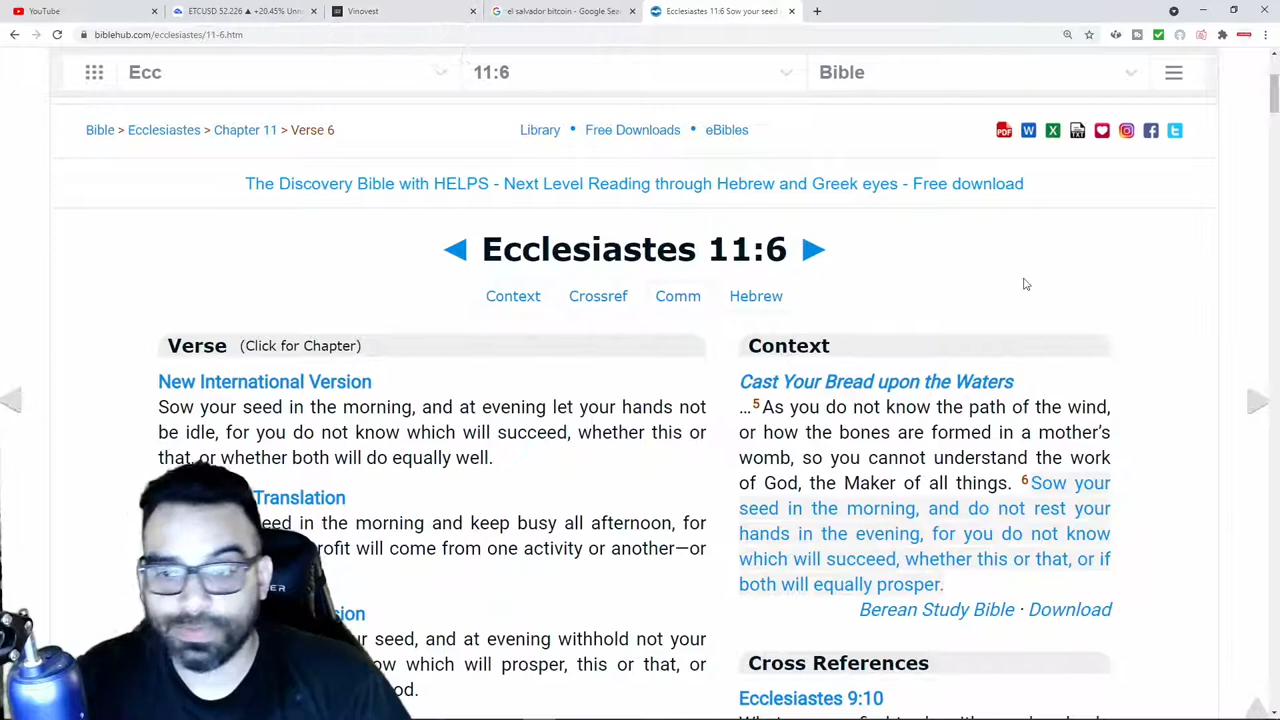 YouTube
ETCUSD 52.226 ▲ +20.45% Unn
Vinovest
el salvador bitcoin - Google Sea
Ecclesiastes 11:6 Sow your seed
biblehub.com/ecclesiastes/11-6.htm
Ecc
11:6
Bible
Bible > Ecclesiastes > Chapter 11 > Verse 6
Library • Free Downloads • eBibles
The Discovery Bible with HELPS - Next Level Reading through Hebrew and Greek eyes - Free download
◄ Ecclesiastes 11:6 ►
Context Crossref Comm Hebrew
Verse (Click for Chapter)
New International Version
Sow your seed in the morning, and at evening let your hands not
be idle, for you do not know which will succeed, whether this or
that, or whether both will do equally well.
Translation
seed in the morning and keep busy all afternoon, for
profit will come from one activity or another—or
seed, and at evening withhold not your
which will prosper, this or that, or
Context
Cast Your Bread upon the Waters
…5As you do not know the path of the wind,
or how the bones are formed in a mother's
womb, so you cannot understand the work
of God, the Maker of all things. 6Sow your
seed in the morning, and do not rest your
hands in the evening, for you do not know
which will succeed, whether this or that, or if
both will equally prosper.
Berean Study Bible · Download
Cross References
Ecclesiastes 9:10